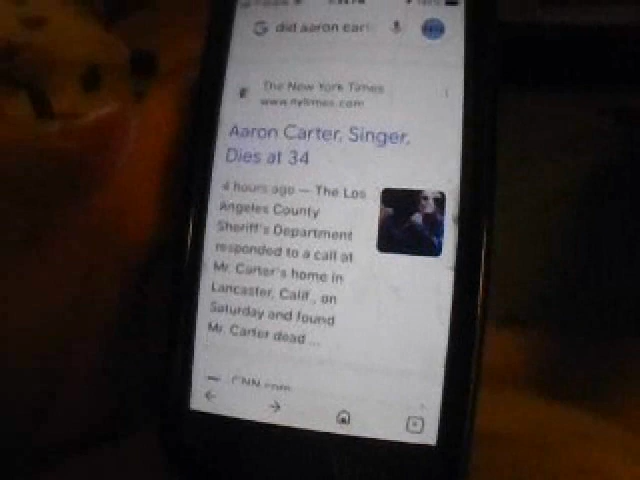 did aaron cart
The New York Times
www.nytimes.com
Aaron Carter, Singer,
Dies at 34
4 hours ago — The Los
Angeles County
Sheriff's Department
responded to a call at
Mr. Carter's home in
Lancaster, Calif., on
Saturday and found
Mr. Carter dead ...
CNN.com